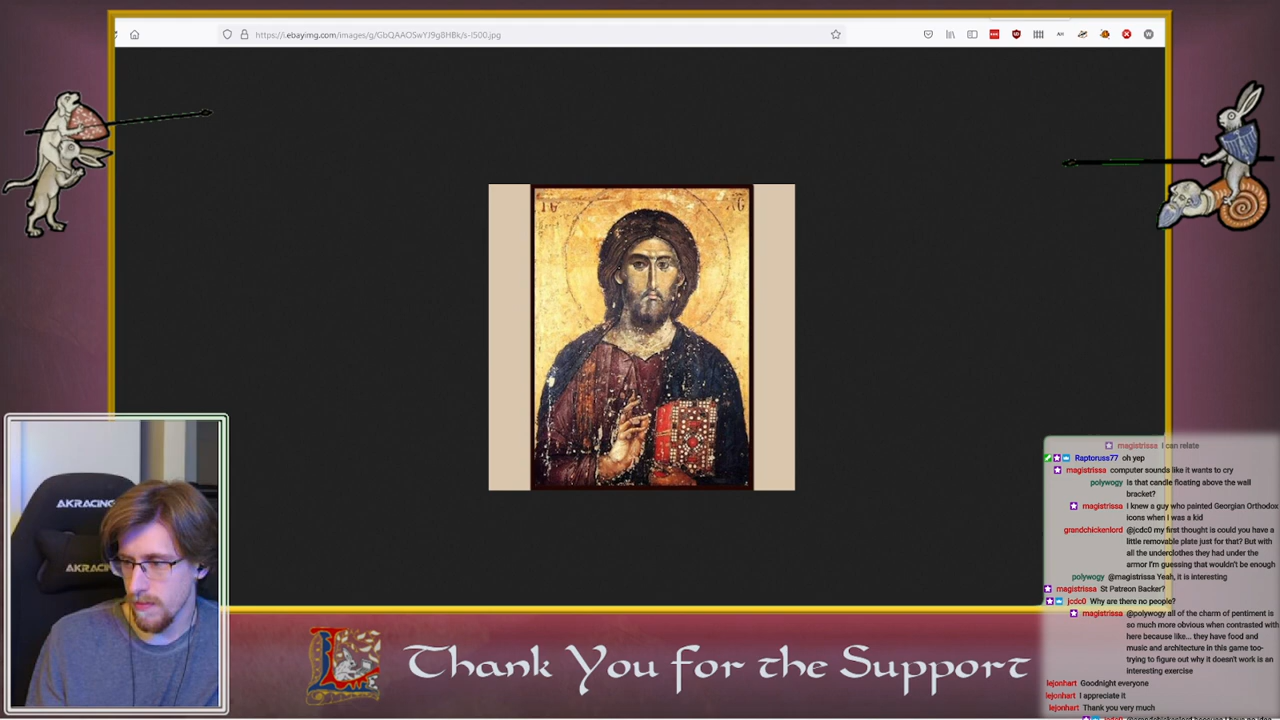 https://i.ebayimg.com/images/g/GbQAAOSwYJ9g8HBk/s-l500.jpg
AKRACING
magistrissa I can relate
Raptoruss77 oh yep
magistrissa computer sounds like it wants to cry
polywogy Is that candle floating above the wall
bracket?
magistrissa I knew a guy who painted Georgian Orthodox
icons when I was a kid
grandchickenlord @jcdc0 my first thought is could you have a
little removable plate just for that? But with
all the underclothes they had under the
armor I'm guessing that wouldn't be enough
polywogy @magistrissa Yeah, it is interesting
magistrissa St Patreon Backer?
jcdc0 Why are there no people?
magistrissa @polywogy all of the charm of pentiment is
so much more obvious when contrasted with
here because like... they have food and
music and architecture in this game too-
trying to figure out why it doesn't work is an
interesting exercise
lejonhart Goodnight everyone
lejonhart I appreciate it
lejonhart Thank you very much
Thank You for the Support